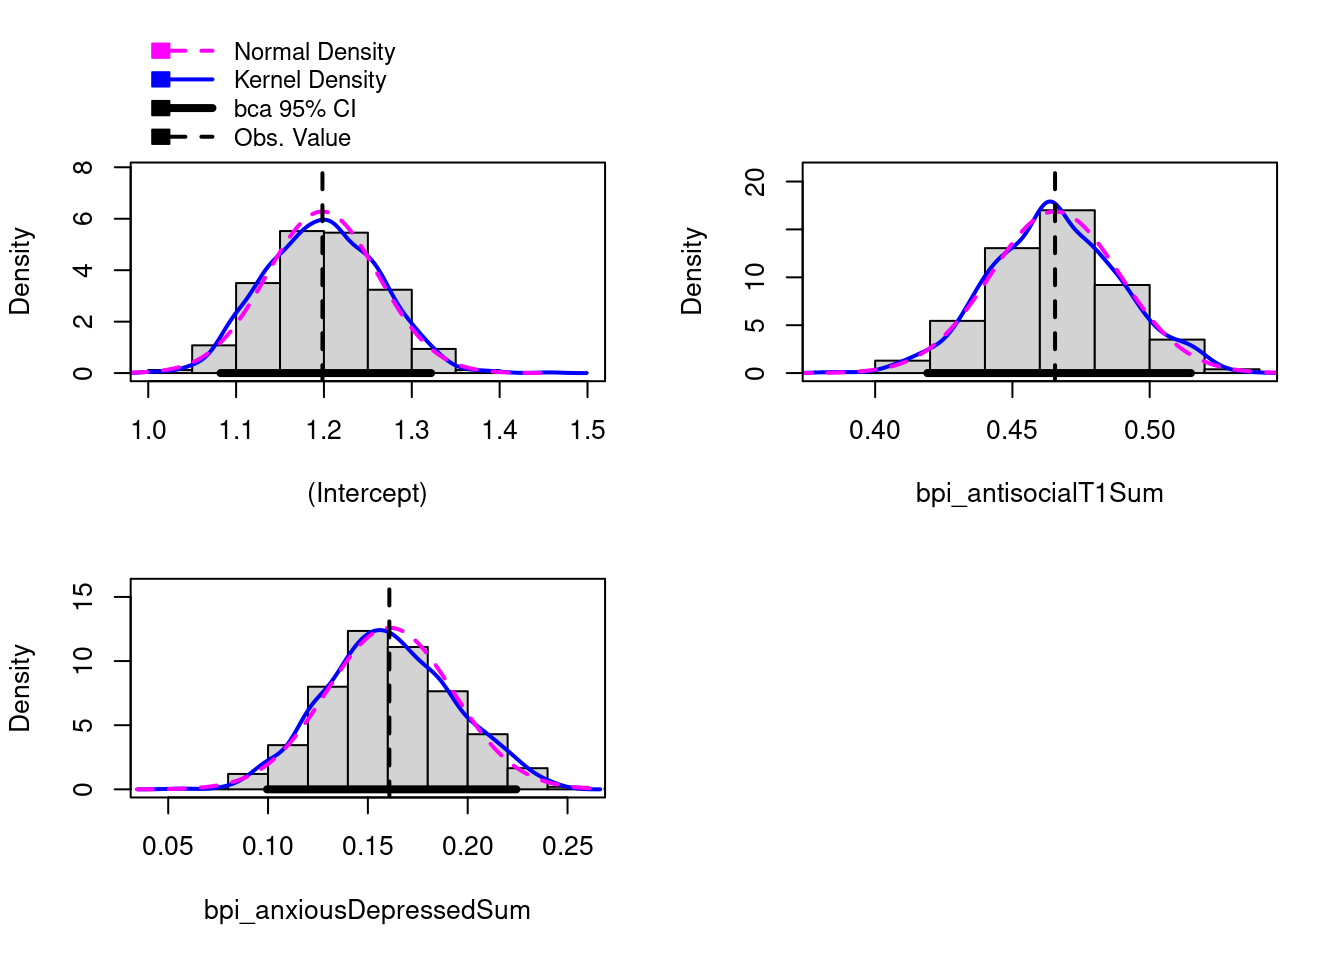 Normal Density
Kernel Density
bca 95% CI
Obs. Value
Density
8
6
4
2
0
1.0 1.1 1.2 1.3 1.4 1.5
(Intercept)
Density
20
10
5
0
0.40 0.45 0.50
bpi_antisocialT1Sum
Density
15
10
5
0
0.05 0.10 0.15 0.20 0.25
bpi_anxiousDepressedSum